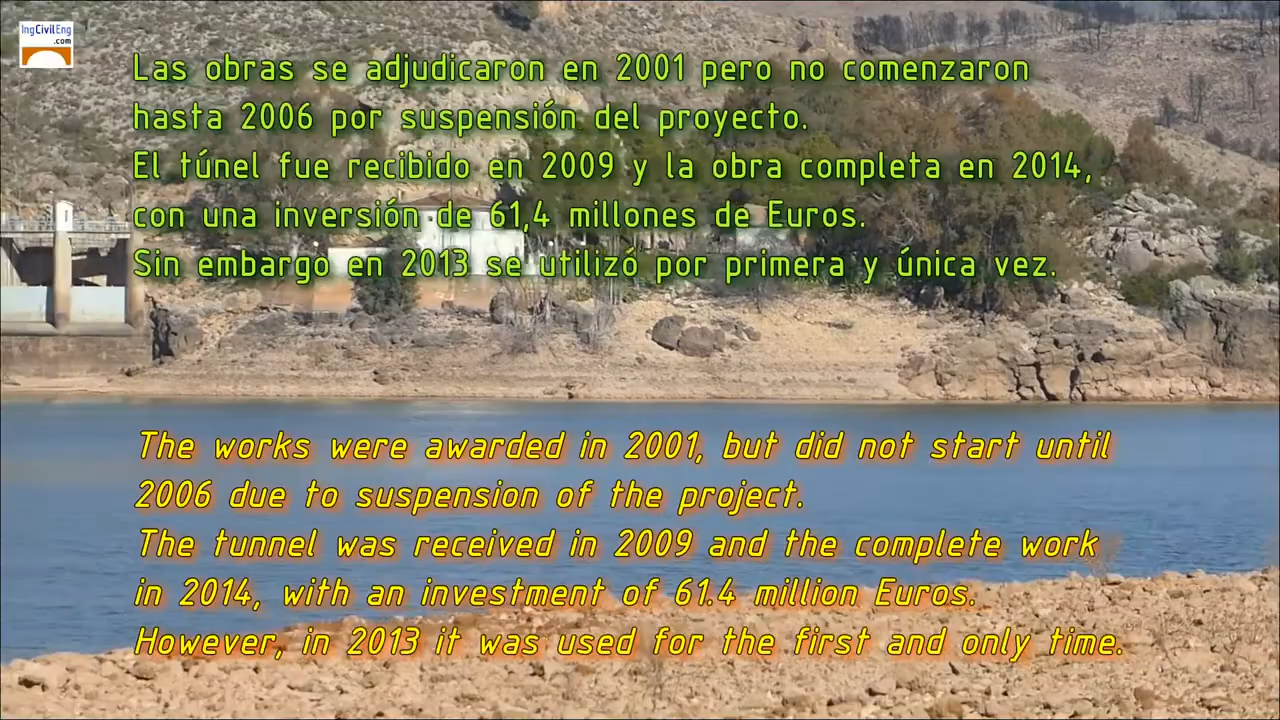 IngCivilEng
.com
Las obras se adjudicaron en 2001 pero no comenzaron
hasta 2006 por suspensión del proyecto.
El túnel fue recibido en 2009 y la obra completa en 2014,
con una inversión de 61,4 millones de Euros.
Sin embargo en 2013 se utilizó por primera y única vez.
The works were awarded in 2001, but did not start until
2006 due to suspension of the project.
The tunnel was received in 2009 and the complete work
in 2014, with an investment of 61.4 million Euros.
However, in 2013 it was used for the first and only time.